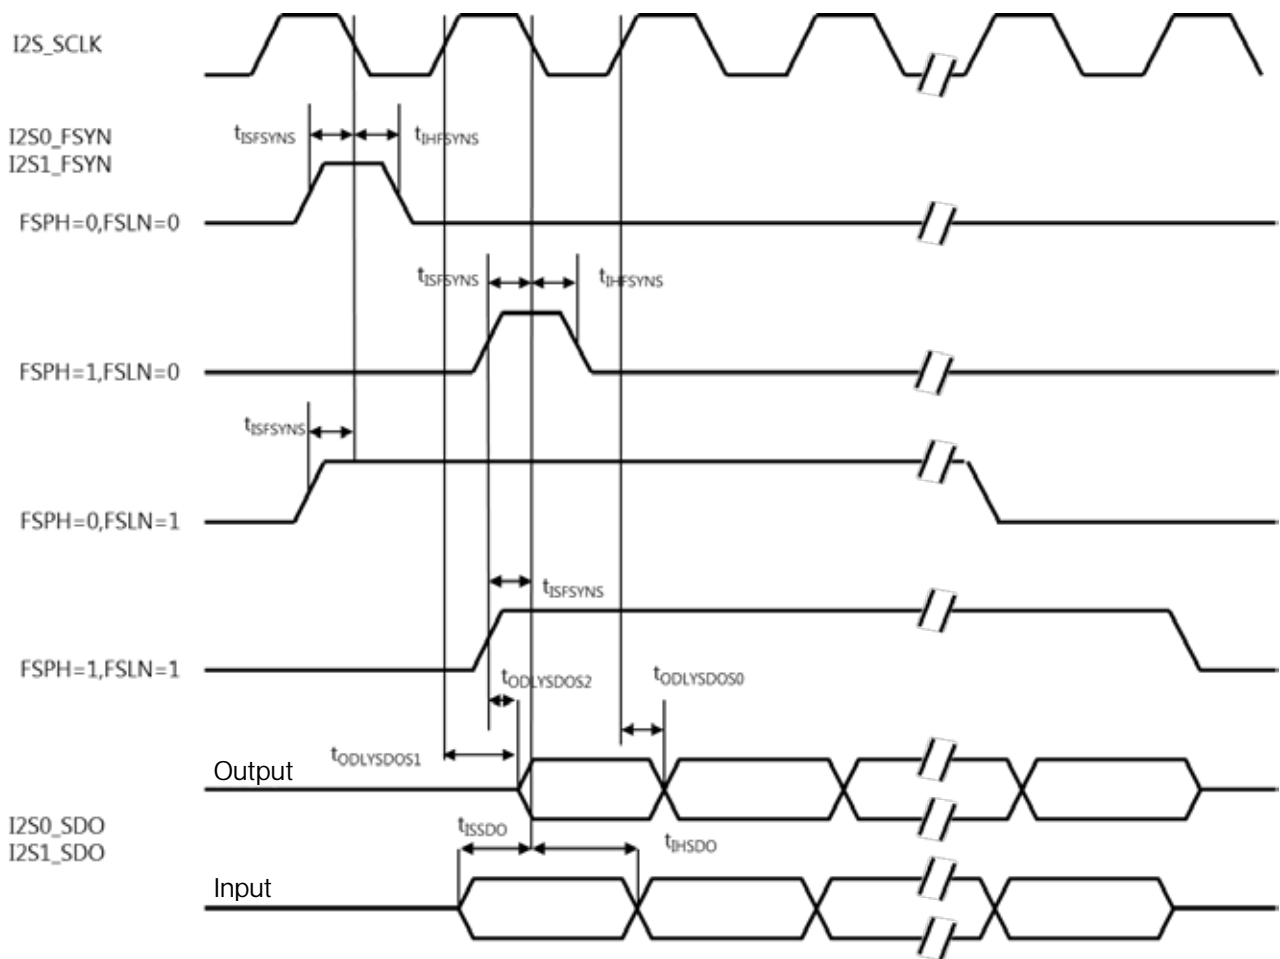 I2S_SCLK
I2S0_FSYN
I2S1_FSYN
tISFSYNS
tIHFSYNS
FSPH=0,FSLN=0
tISFSYNS
tIHFSYNS
FSPH=1,FSLN=0
tISFSYNS
FSPH=0,FSLN=1
tISFSYNS
FSPH=1,FSLN=1
tODLYSDOS2
tODLYSDOS0
tODLYSDOS1
Output
I2S0_SDO
I2S1_SDO
tISSDO
tIHSDO
Input